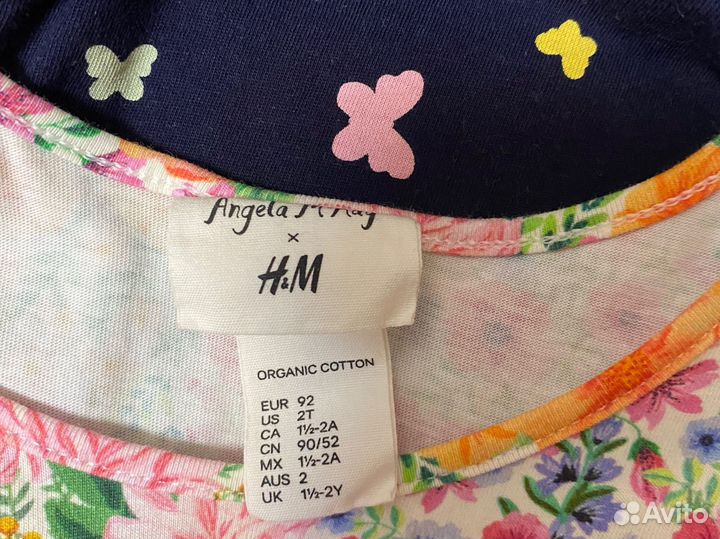 Angela M Kay
×
H&M
ORGANIC COTTON
EUR 92
US 2T
CA 1½-2A
CN 90/52
MX 1½-2A
AUS 2
UK 1½-2Y
Avito